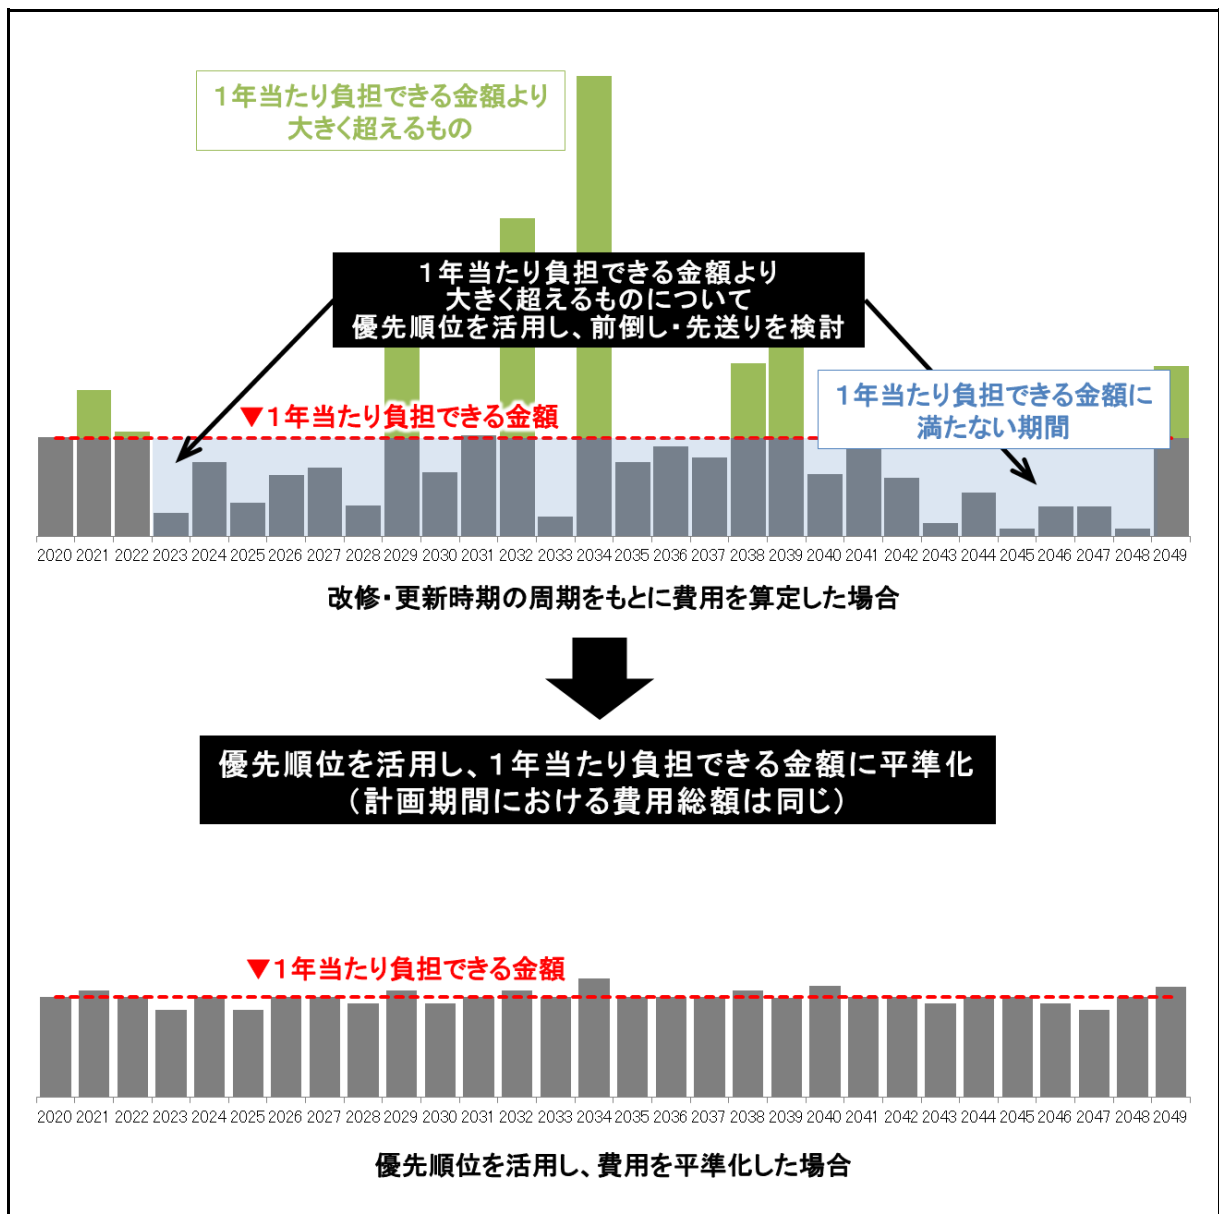 １年当たり負担できる金額より
大きく超えるもの
１年当たり負担できる金額より
大きく超えるものについて
優先順位を活用し、前倒し・先送りを検討
１年当たり負担できる金額に
満たない期間
▼１年当たり負担できる金額
2020 2021 2022 2023 2024 2025 2026 2027 2028 2029 2030 2031 2032 2033 2034 2035 2036 2037 2038 2039 2040 2041 2042 2043 2044 2045 2046 2047 2048 2049
改修・更新時期の周期をもとに費用を算定した場合
優先順位を活用し、１年当たり負担できる金額に平準化
（計画期間における費用総額は同じ）
▼１年当たり負担できる金額
2020 2021 2022 2023 2024 2025 2026 2027 2028 2029 2030 2031 2032 2033 2034 2035 2036 2037 2038 2039 2040 2041 2042 2043 2044 2045 2046 2047 2048 2049
優先順位を活用し、費用を平準化した場合